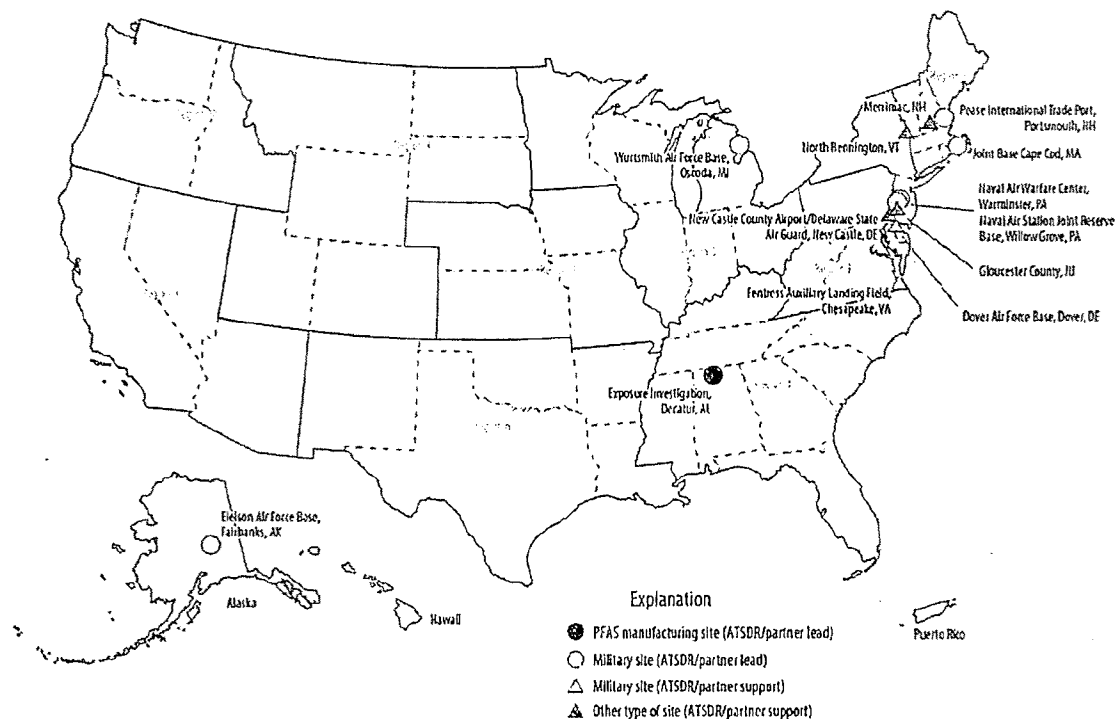 Merrimac, NH
Pease International Trade Port,
Portsmouth, NH
North Bennington, VT
Joint Base Cape Cod, MA
Wurtsmith Air Force Base,
Oscoda, MI
Naval Air Warfare Center,
Warminster, PA
Naval Air Station Joint Reserve
Base, Willow Grove, PA
New Castle County Airport/Delaware State
Air Guard, New Castle, DE
Gloucester County, NJ
Fentress Auxiliary Landing Field,
Chesapeake, VA
Dover Air Force Base, Dover, DE
Exposure Investigation,
Decatur, AL
Eielson Air Force Base,
Fairbanks, AK
Alaska
Hawaii
Puerto Rico
Explanation
PFAS manufacturing site (ATSDR/partner lead)
Military site (ATSDR/partner lead)
Military site (ATSDR/partner support)
Other type of site (ATSDR/partner support)